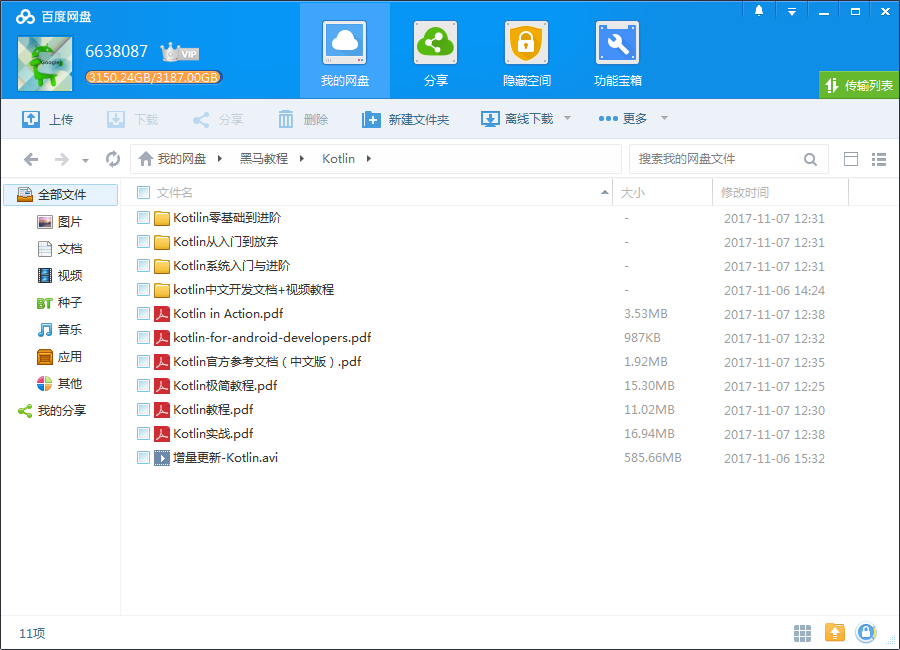 百度网盘
6638087 VIP
3150.24GB/3187.00GB
我的网盘 分享 隐藏空间 功能宝箱
传输列表
上传 下载 分享 删除 新建文件夹 离线下载 更多
我的网盘 黑马教程 Kotlin 搜索我的网盘文件
全部文件
图片
文档
视频
BT 种子
音乐
应用
其他
我的分享
文件名 大小 修改时间
Kotilin零基础到进阶 - 2017-11-07 12:31
Kotlin从入门到放弃 - 2017-11-07 12:31
Kotlin系统入门与进阶 - 2017-11-07 12:31
kotlin中文开发文档+视频教程 - 2017-11-06 14:24
Kotlin in Action.pdf 3.53MB 2017-11-07 12:38
kotlin-for-android-developers.pdf 987KB 2017-11-07 12:32
Kotlin官方参考文档（中文版）.pdf 1.92MB 2017-11-07 12:35
Kotlin极简教程.pdf 15.30MB 2017-11-07 12:25
Kotlin教程.pdf 11.02MB 2017-11-07 12:30
Kotlin实战.pdf 16.94MB 2017-11-07 12:38
增量更新-Kotlin.avi 585.66MB 2017-11-06 15:32
11项